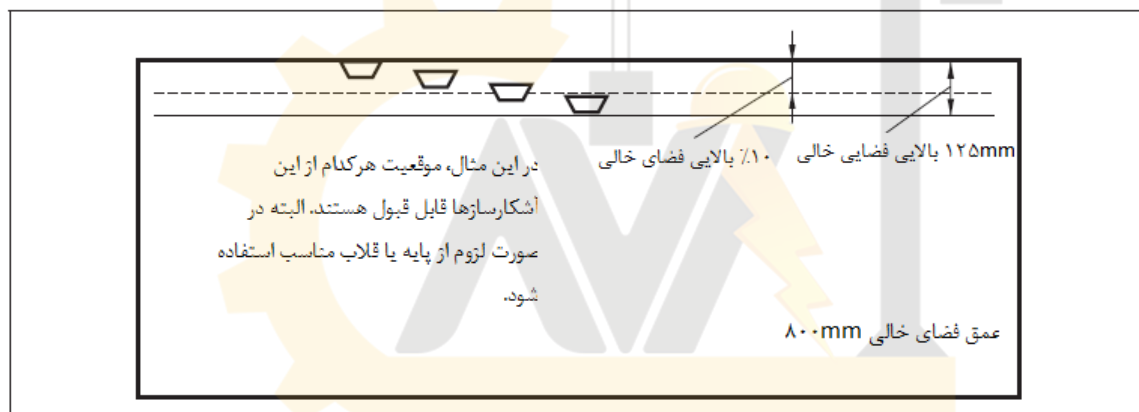 ۱۲۵mm بالایی فضایی خالی
۱۰٪ بالایی فضای خالی
در این مثال، موقعیت هرکدام از این
آشکارسازها قابل قبول هستند. البته در
صورت لزوم از پایه یا قلاب مناسب استفاده
شود.
عمق فضای خالی ۸۰۰mm